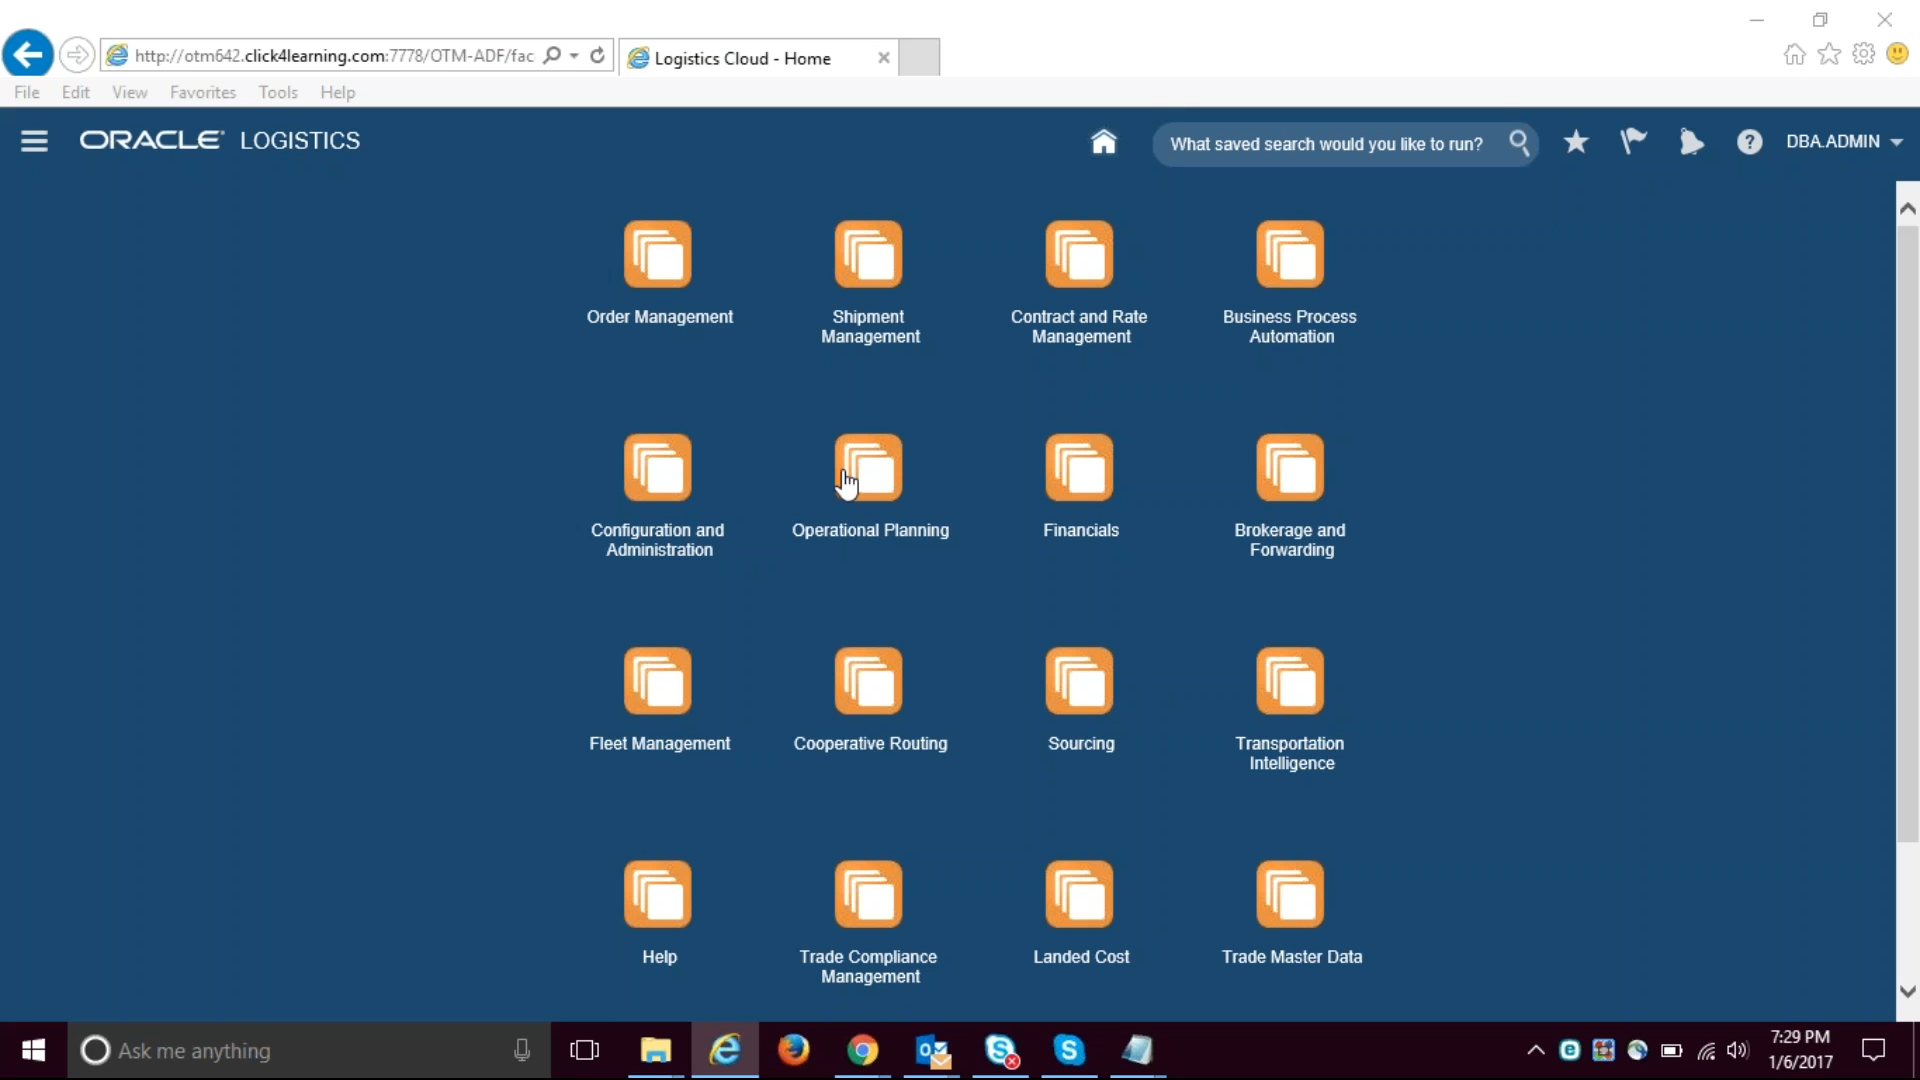 http://otm642.click4learning.com:7778/OTM-ADF/fac
Logistics Cloud - Home
File Edit View Favorites Tools Help
ORACLE LOGISTICS
What saved search would you like to run?
DBA.ADMIN
Order Management
Shipment
Management
Contract and Rate
Management
Business Process
Automation
Configuration and
Administration
Operational Planning
Financials
Brokerage and
Forwarding
Fleet Management
Cooperative Routing
Sourcing
Transportation
Intelligence
Help
Trade Compliance
Management
Landed Cost
Trade Master Data
Ask me anything
7:29 PM
1/6/2017